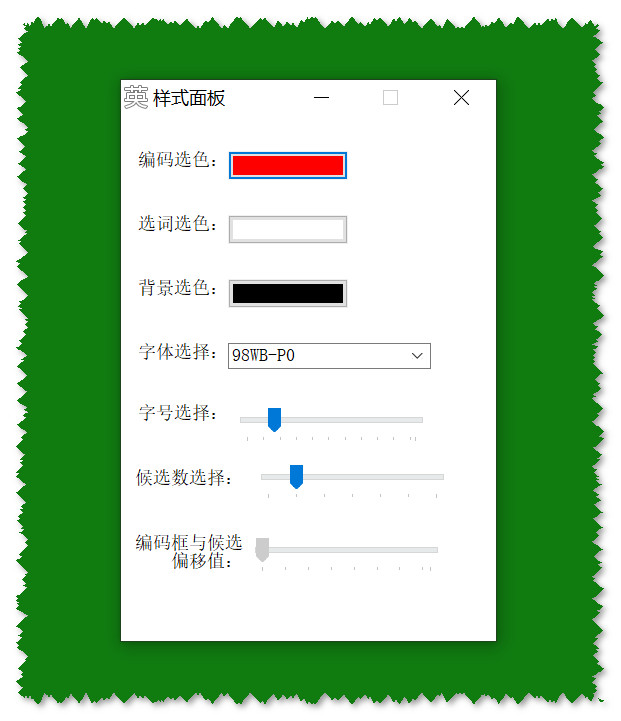 英 样式面板
编码选色：
选词选色：
背景选色：
字体选择： 98WB-P0
字号选择：
候选数选择：
编码框与候选
偏移值：